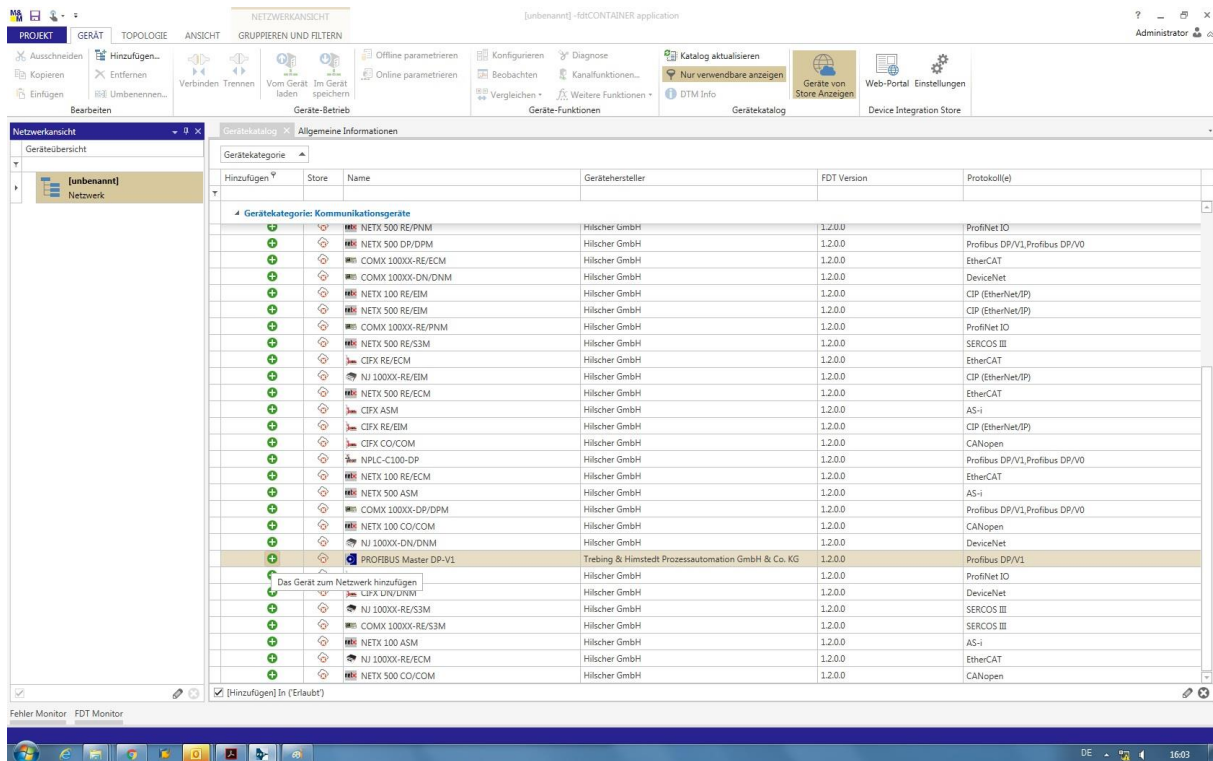 M&M
NETZWERKANSICHT
[unbenannt] -fdtCONTAINER application
PROJEKT GERÄT TOPOLOGIE ANSICHT GRUPPIEREN UND FILTERN
Administrator
Ausschneiden
Kopieren
Einfügen
Hinzufügen...
Entfernen
Umbenennen...
Bearbeiten
Verbinden
Trennen
Vom Gerät laden
Im Gerät speichern
Offline parametrieren
Online parametrieren
Geräte-Betrieb
Konfigurieren
Beobachten
Vergleichen
Diagnose
Kanalfunktionen...
Weitere Funktionen
Geräte-Funktionen
Katalog aktualisieren
Nur verwendbare anzeigen
DTM Info
Geräte von Store Anzeigen
Gerätekatalog
Web-Portal
Einstellungen
Device Integration Store
Netzwerkansicht
Geräteübersicht
[unbenannt]
Netzwerk
Gerätekatalog Allgemeine Informationen
Gerätekategorie
Hinzufügen Store Name Gerätehersteller FDT Version Protokoll(e)
Gerätekategorie: Kommunikationsgeräte
NETX 500 RE/PNM Hilscher GmbH 1.2.0.0 ProfiNet IO
NETX 500 DP/DPM Hilscher GmbH 1.2.0.0 Profibus DP/V1,Profibus DP/V0
COMX 100XX-RE/ECM Hilscher GmbH 1.2.0.0 EtherCAT
COMX 100XX-DN/DNM Hilscher GmbH 1.2.0.0 DeviceNet
NETX 100 RE/EIM Hilscher GmbH 1.2.0.0 CIP (EtherNet/IP)
NETX 500 RE/EIM Hilscher GmbH 1.2.0.0 CIP (EtherNet/IP)
COMX 100XX-RE/PNM Hilscher GmbH 1.2.0.0 ProfiNet IO
NETX 500 RE/S3M Hilscher GmbH 1.2.0.0 SERCOS III
CIFX RE/ECM Hilscher GmbH 1.2.0.0 EtherCAT
NJ 100XX-RE/EIM Hilscher GmbH 1.2.0.0 CIP (EtherNet/IP)
NETX 500 RE/ECM Hilscher GmbH 1.2.0.0 EtherCAT
CIFX ASM Hilscher GmbH 1.2.0.0 AS-i
CIFX RE/EIM Hilscher GmbH 1.2.0.0 CIP (EtherNet/IP)
CIFX CO/COM Hilscher GmbH 1.2.0.0 CANopen
NPLC-C100-DP Hilscher GmbH 1.2.0.0 Profibus DP/V1,Profibus DP/V0
NETX 100 RE/ECM Hilscher GmbH 1.2.0.0 EtherCAT
NETX 500 ASM Hilscher GmbH 1.2.0.0 AS-i
COMX 100XX-DP/DPM Hilscher GmbH 1.2.0.0 Profibus DP/V1,Profibus DP/V0
NETX 100 CO/COM Hilscher GmbH 1.2.0.0 CANopen
NJ 100XX-DN/DNM Hilscher GmbH 1.2.0.0 DeviceNet
PROFIBUS Master DP-V1 Trebing & Himstedt Prozessautomation GmbH & Co. KG 1.2.0.0 Profibus DP/V1
Hilscher GmbH 1.2.0.0 ProfiNet IO
Das Gerät zum Netzwerk hinzufügen
CIFX DN/DNM Hilscher GmbH 1.2.0.0 DeviceNet
NJ 100XX-RE/S3M Hilscher GmbH 1.2.0.0 SERCOS III
COMX 100XX-RE/S3M Hilscher GmbH 1.2.0.0 SERCOS III
NETX 100 ASM Hilscher GmbH 1.2.0.0 AS-i
NJ 100XX-RE/ECM Hilscher GmbH 1.2.0.0 EtherCAT
NETX 500 CO/COM Hilscher GmbH 1.2.0.0 CANopen
[Hinzufügen] In ('Erlaubt')
Fehler Monitor FDT Monitor
DE 16:03